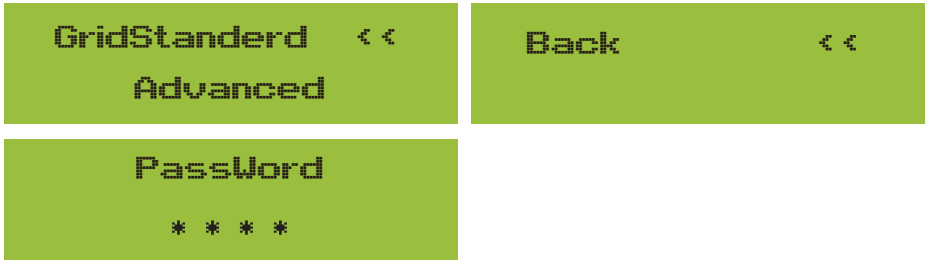 GridStanderd <<
Advanced
Back <<
PassWord
* * * *